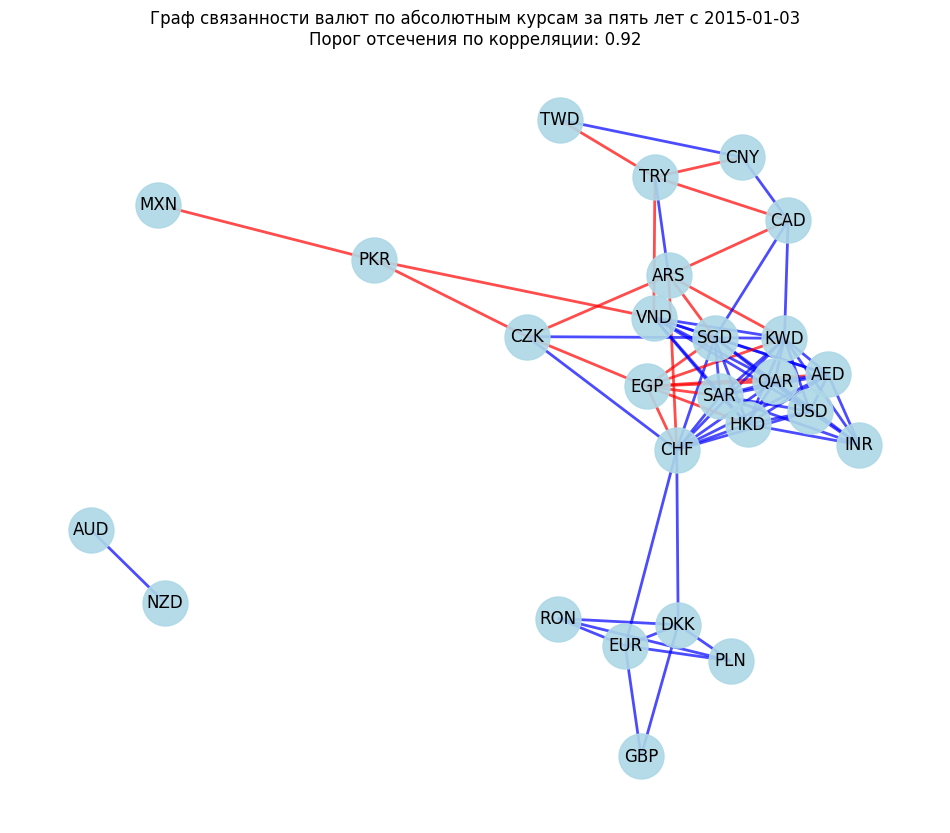 Граф связанности валют по абсолютным курсам за пять лет с 2015-01-03
Порог отсечения по корреляции: 0.92
TWD
CNY
TRY
MXN
CAD
PKR
ARS
VND
CZK
SGD
KWD
AED
QAR
EGP
SAR
USD
HKD
INR
CHF
AUD
NZD
RON
DKK
EUR
PLN
GBP